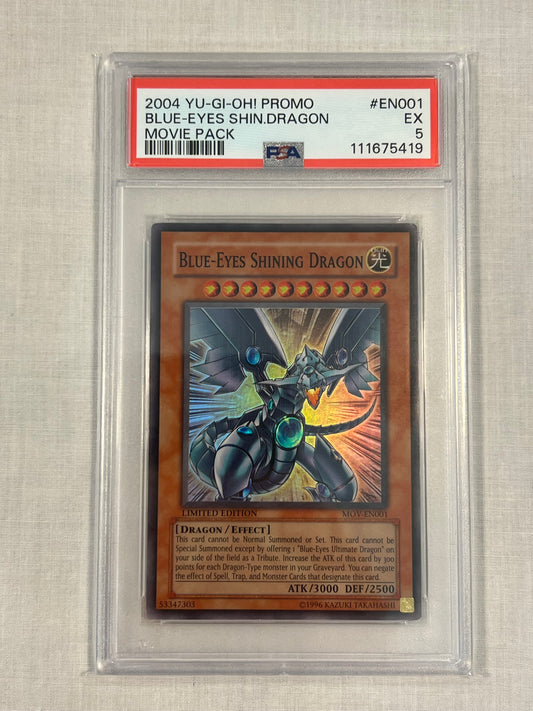 2004 YU-GI-OH! PROMO #EN001
BLUE-EYES SHIN.DRAGON EX
MOVIE PACK 5
PSA 111675419
BLUE-EYES SHINING DRAGON 光
LIMITED EDITION MOV-EN001
[DRAGON / EFFECT]
This card cannot be Normal Summoned or Set. This card cannot be
Special Summoned except by offering 1 "Blue-Eyes Ultimate Dragon" on
your side of the field as a Tribute. Increase the ATK of this card by 300
points for each Dragon-Type monster in your Graveyard. You can negate
the effect of Spell, Trap, and Monster Cards that designate this card.
ATK/3000 DEF/2500
53347303 ©1996 KAZUKI TAKAHASHI